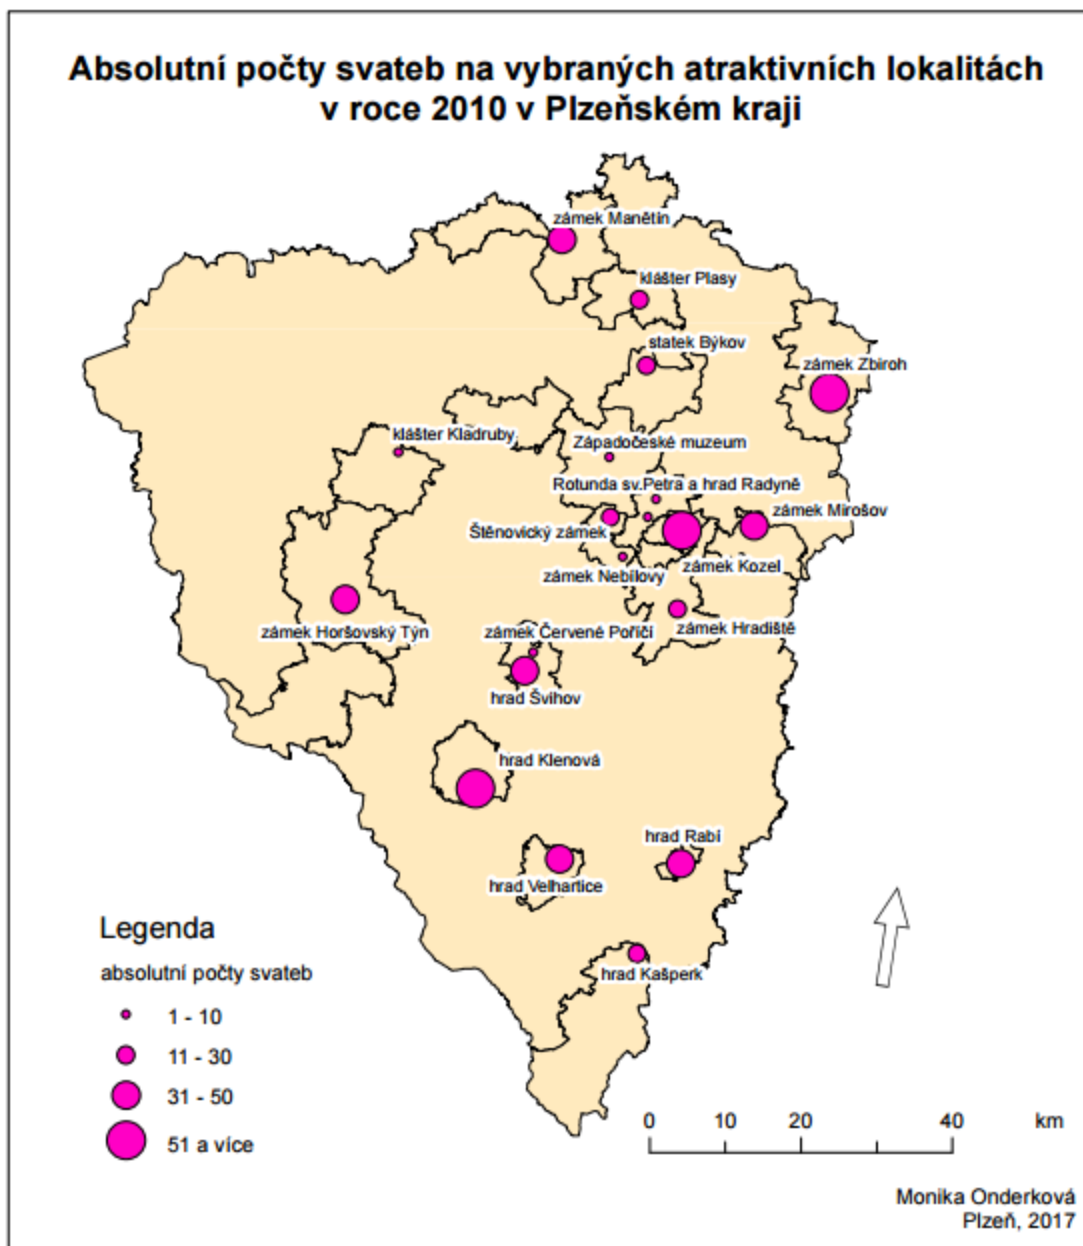 Absolutní počty svateb na vybraných atraktivních lokalitách
v roce 2010 v Plzeňském kraji
zámek Manětín
klášter Plasy
statek Býkov
zámek Zbiroh
klášter Kladruby
Západočeské muzeum
Rotunda sv.Petra a hrad Radyně
zámek Mirošov
Štěnovický zámek
zámek Kozel
zámek Nebílovy
zámek Horšovský Týn
zámek Červené Poříčí
zámek Hradiště
hrad Švihov
hrad Klenová
hrad Rabí
hrad Velhartice
hrad Kašperk
Legenda
absolutní počty svateb
1 - 10
11 - 30
31 - 50
51 a více
0 10 20 40 km
Monika Onderková
Plzeň, 2017